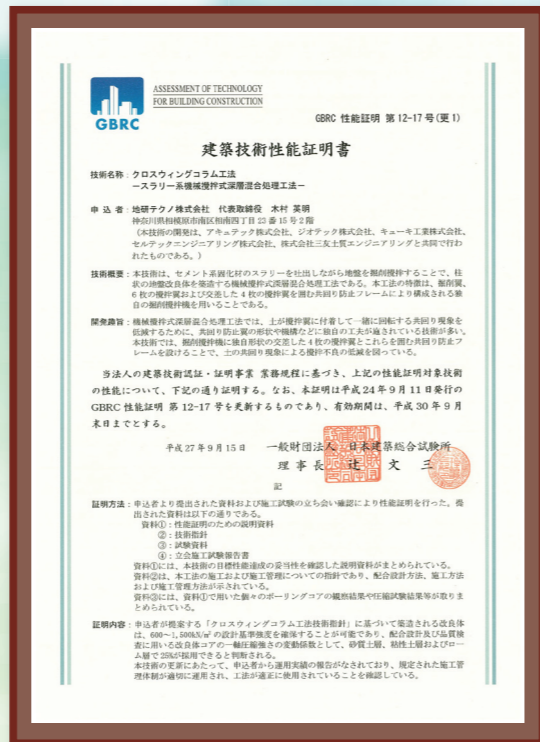 ASSESSMENT OF TECHNOLOGY
FOR BUILDING CONSTRUCTION
GBRC
GBRC 性能証明 第12-17号(更1)
建築技術性能証明書
技術名称：クロスウィングコラム工法
－スラリー系機械攪拌式深層混合処理工法－
申込者：地研テクノ株式会社 代表取締役 木村 英明
神奈川県相模原市南区相南四丁目23番15号2階
（本技術の開発は、アキュテック株式会社、ジオテック株式会社、キューキ工業株式会社、
セルテックエンジニアリング株式会社、株式会社三友土質エンジニアリングと共同で行わ
れたものである。）
技術概要：本技術は、セメント系固化材のスラリーを吐出しながら地盤を掘削攪拌することで、柱
状の地盤改良体を築造する機械攪拌式深層混合処理工法である。本工法の特徴は、掘削翼、
6枚の攪拌翼および交差した4枚の攪拌翼を囲む共回り防止フレームにより構成される独
自の掘削攪拌機を用いることである。
開発趣旨：機械攪拌式深層混合処理工法では、土が攪拌翼に付着して一緒に回転する共回り現象を
低減するために、共回り防止翼の形状や機構などに独自の工夫が施されている技術が多い。
本技術では、掘削攪拌機に独自形状の交差した4枚の攪拌翼とこれらを囲む共回り防止フ
レームを設けることで、土の共回り現象による攪拌不良の低減を図っている。
当法人の建築技術認証・証明事業 業務規程に基づき、上記の性能証明対象技術
の性能について、下記の通り証明する。なお、本証明は平成24年9月11日発行の
GBRC 性能証明 第12-17号を更新するものであり、有効期間は、平成30年9月
末日までとする。
平成27年9月15日 一般財団法人 日本建築総合試験所
理事長 辻 文三
記
証明方法：申込者より提出された資料および施工試験の立ち会い確認により性能証明を行った。提
出された資料は以下の通りである。
資料①：性能証明のための説明資料
②：技術指針
③：試験資料
④：立会施工試験報告書
資料①には、本技術の目標性能達成の妥当性を確認した説明資料がまとめられている。
資料②は、本工法の施工および施工管理についての指針であり、配合設計方法、施工方法
および施工管理方法が示されている。
資料③には、資料①で用いた個々のボーリングコアの観察結果や圧縮試験結果等が取りま
とめられている。
証明内容：申込者が提案する「クロスウィングコラム工法技術指針」に基づいて築造される改良体
は、600～1,500kN/㎡の設計基準強度を確保することが可能であり、配合設計及び品質検
査に用いる改良体コアの一軸圧縮強さの変動係数として、砂質土層、粘性土層およびロー
ム層で25%が採用できると判断される。
本技術の更新にあたって、申込者から運用実績の報告がなされており、規定された施工管
理体制が適切に運用され、工法が適正に使用されていることを確認している。